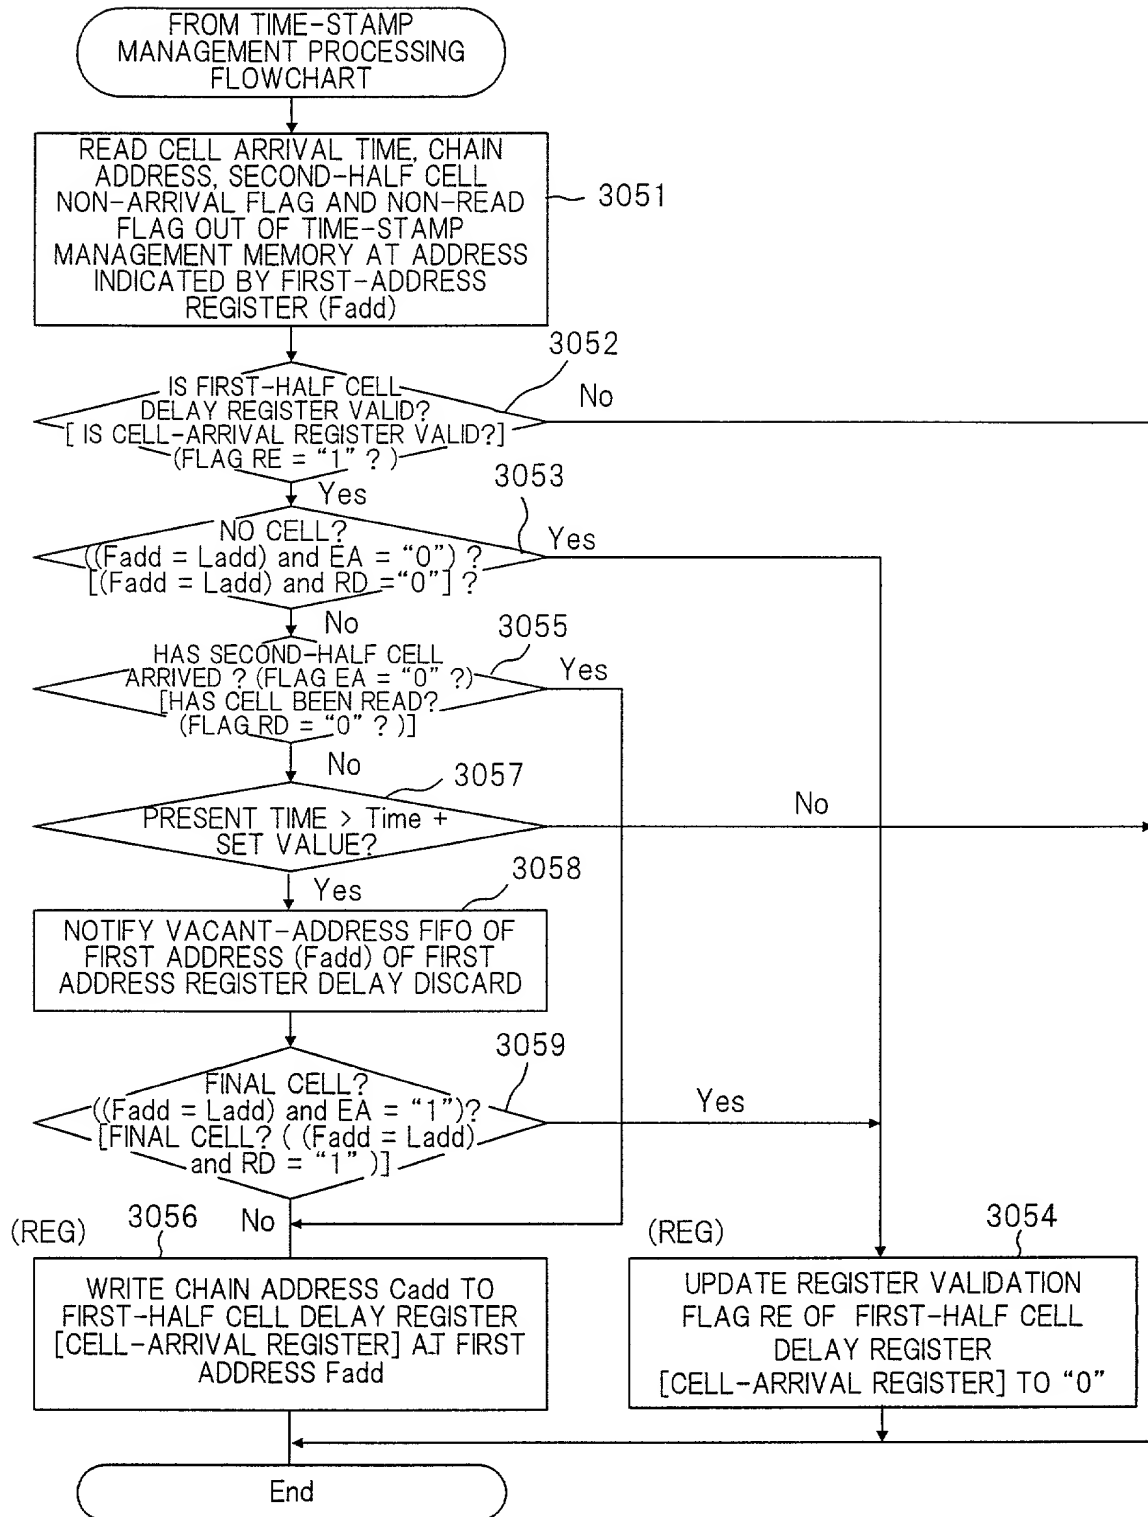 FROM TIME-STAMP
MANAGEMENT PROCESSING
FLOWCHART
READ CELL ARRIVAL TIME, CHAIN
ADDRESS, SECOND-HALF CELL
NON-ARRIVAL FLAG AND NON-READ
FLAG OUT OF TIME-STAMP
MANAGEMENT MEMORY AT ADDRESS
INDICATED BY FIRST-ADDRESS
REGISTER (Fadd)
3051
3052
IS FIRST-HALF CELL
DELAY REGISTER VALID?
[ IS CELL-ARRIVAL REGISTER VALID?]
(FLAG RE = “1” ? )
No
Yes
3053
NO CELL?
((Fadd = Ladd) and EA = “0”) ?
[(Fadd = Ladd) and RD =“0”] ?
Yes
No
3055
HAS SECOND-HALF CELL
ARRIVED ? (FLAG EA = “0” ?)
[HAS CELL BEEN READ?
(FLAG RD = “0” ? )]
Yes
No
3057
PRESENT TIME > Time +
SET VALUE?
No
Yes
3058
NOTIFY VACANT-ADDRESS FIFO OF
FIRST ADDRESS (Fadd) OF FIRST
ADDRESS REGISTER DELAY DISCARD
3059
FINAL CELL?
((Fadd = Ladd) and EA = “1”)?
[FINAL CELL? ( (Fadd = Ladd)
and RD = “1” )]
Yes
No
(REG)
3056
WRITE CHAIN ADDRESS Cadd TO
FIRST-HALF CELL DELAY REGISTER
[CELL-ARRIVAL REGISTER] AT FIRST
ADDRESS Fadd
(REG)
3054
UPDATE REGISTER VALIDATION
FLAG RE OF FIRST-HALF CELL
DELAY REGISTER
[CELL-ARRIVAL REGISTER] TO “0”
End